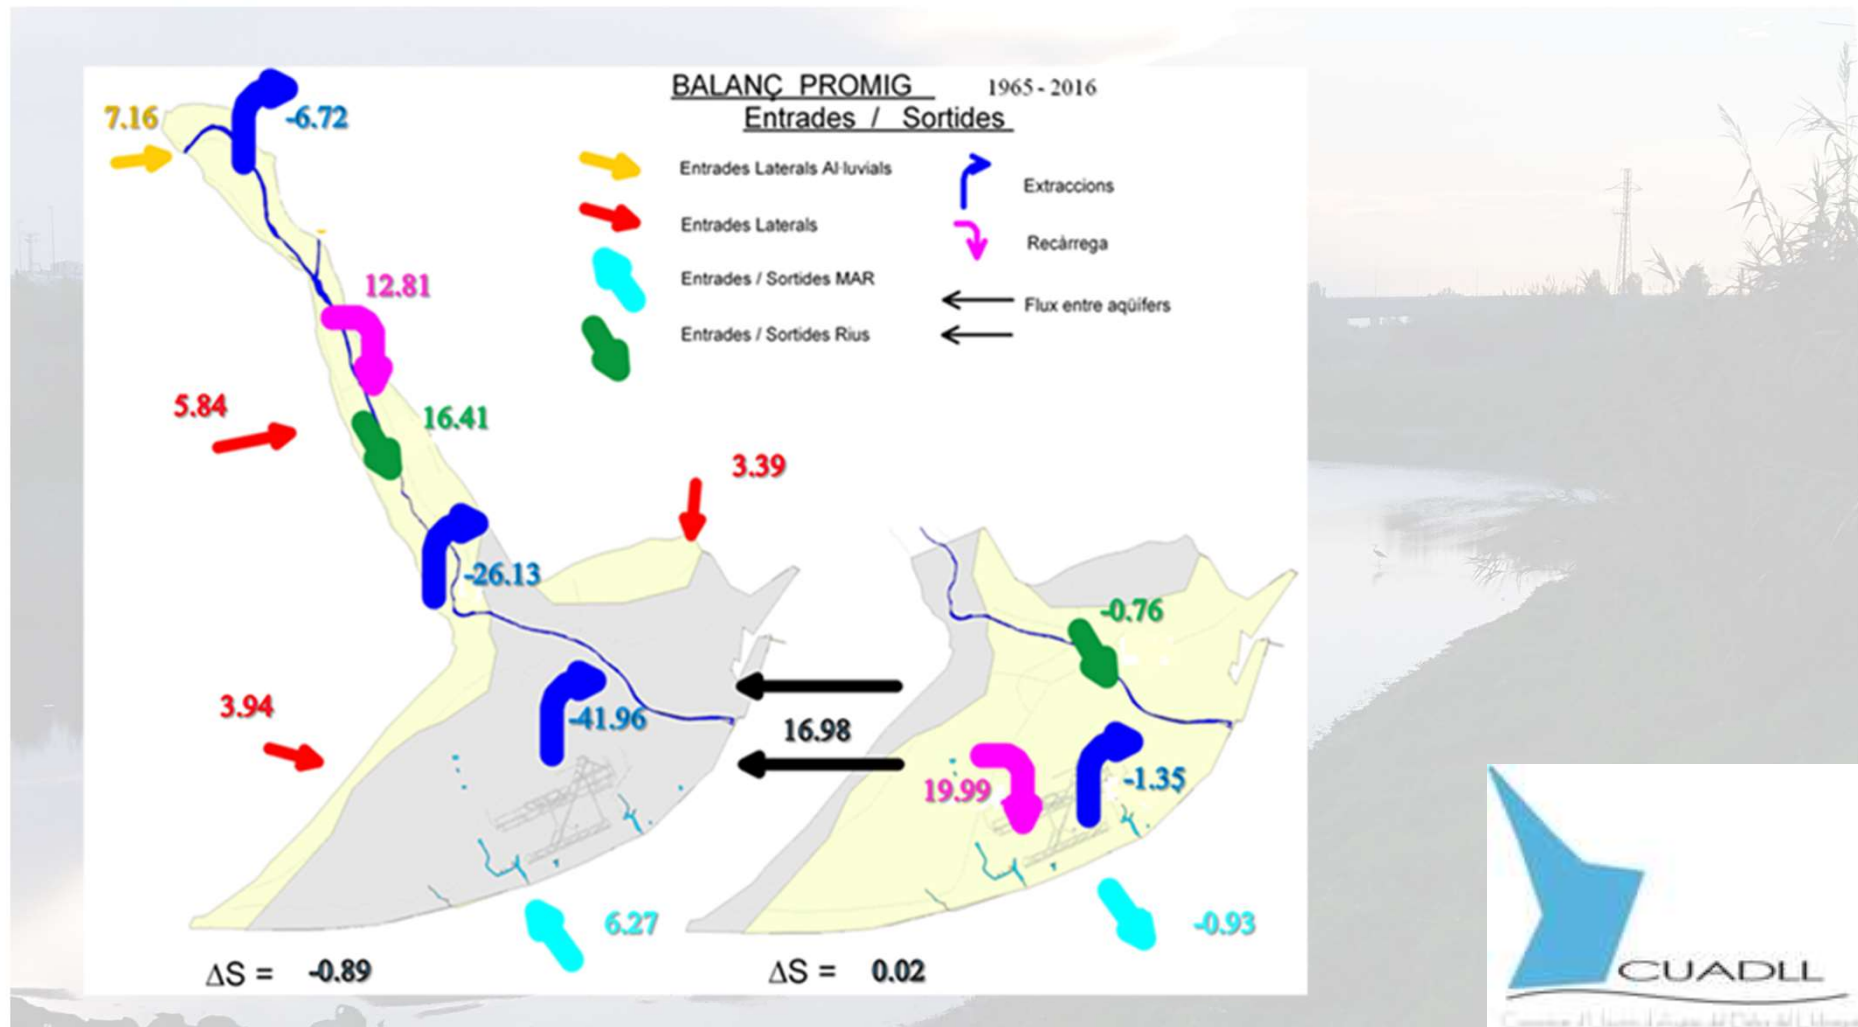 BALANÇ PROMIG 1965 - 2016
Entrades / Sortides
Entrades Laterals Al·luvials
Entrades Laterals
Entrades / Sortides MAR
Entrades / Sortides Rius
Extraccions
Recàrrega
Flux entre aqüífers
7.16
-6.72
12.81
5.84
16.41
3.39
-26.13
-0.76
3.94
-41.96
16.98
19.99
-1.35
6.27
-0.93
ΔS = -0.89
ΔS = 0.02
CUADLL